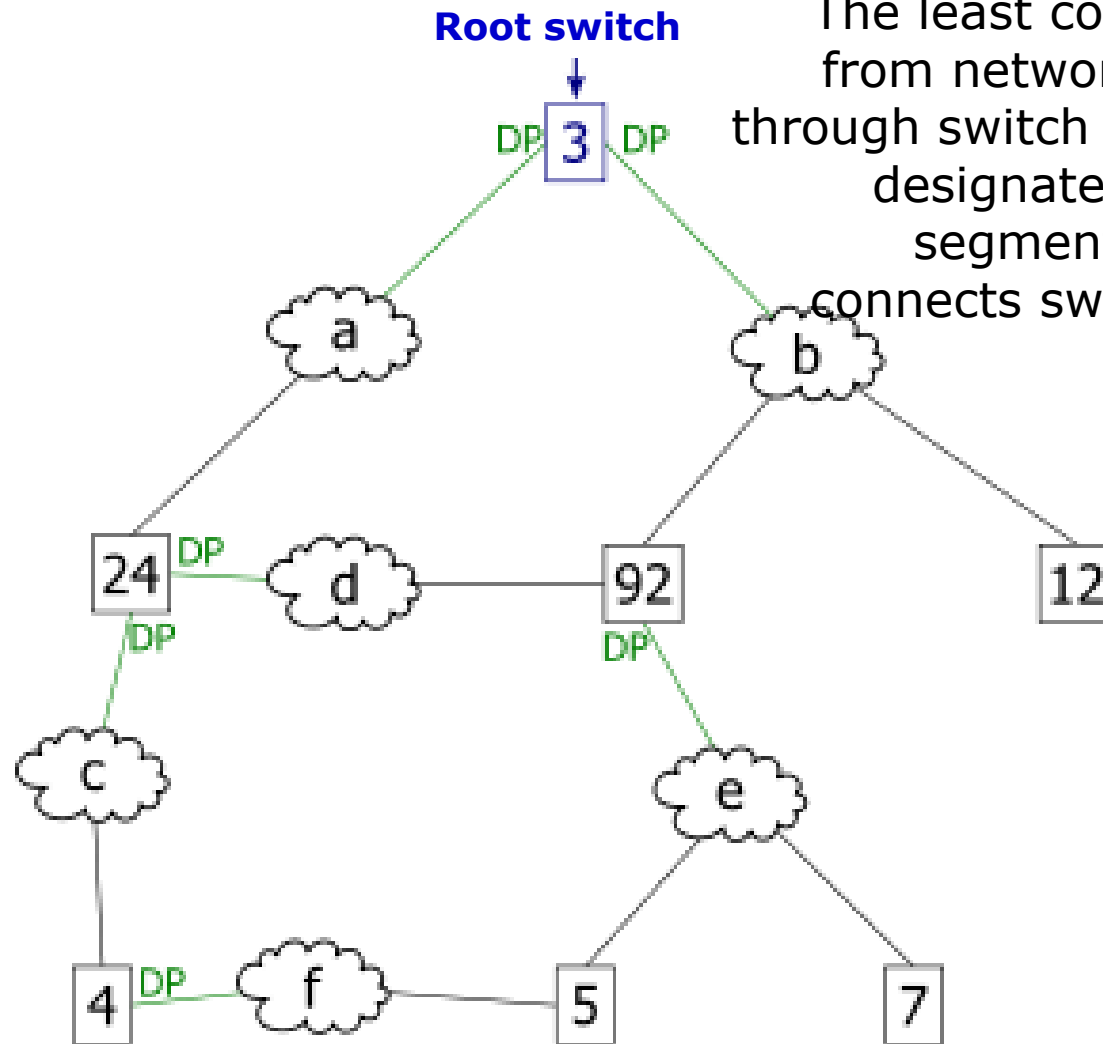 Root switch
The least co
from networ
through switch
designate
segmen
connects sw
DP 3 DP
a
b
24 DP d 92 12
DP DP
c
e
4 DP f 5 7